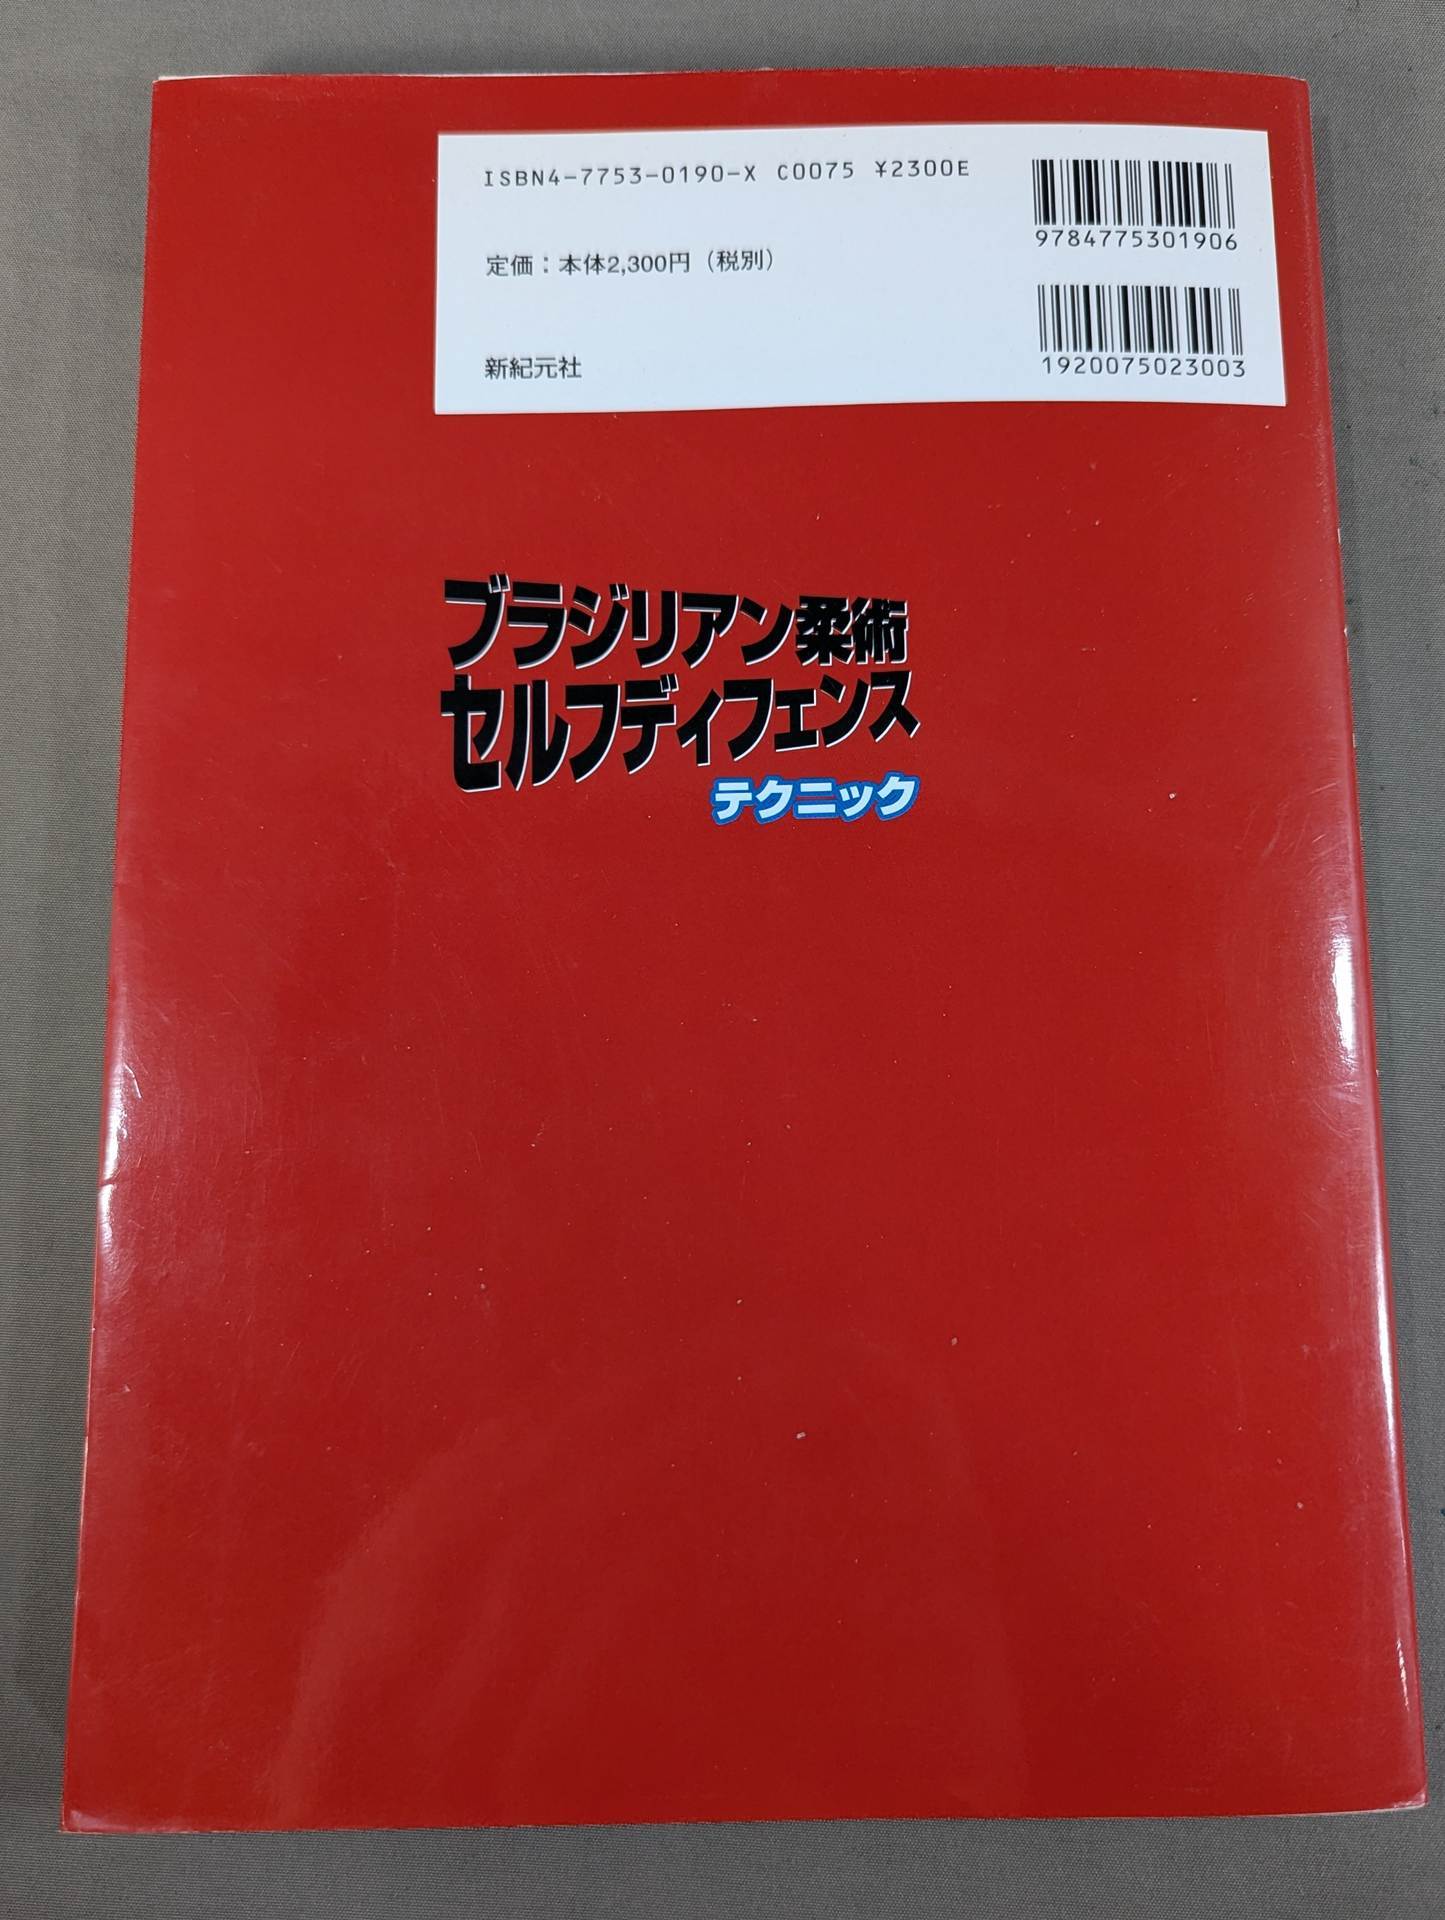 ISBN4-7753-0190-X C0075 ¥2300E
定価：本体2,300円（税別）
新紀元社
9784775301906
1920075023003
ブラジリアン柔術
セルフディフェンス
テクニック